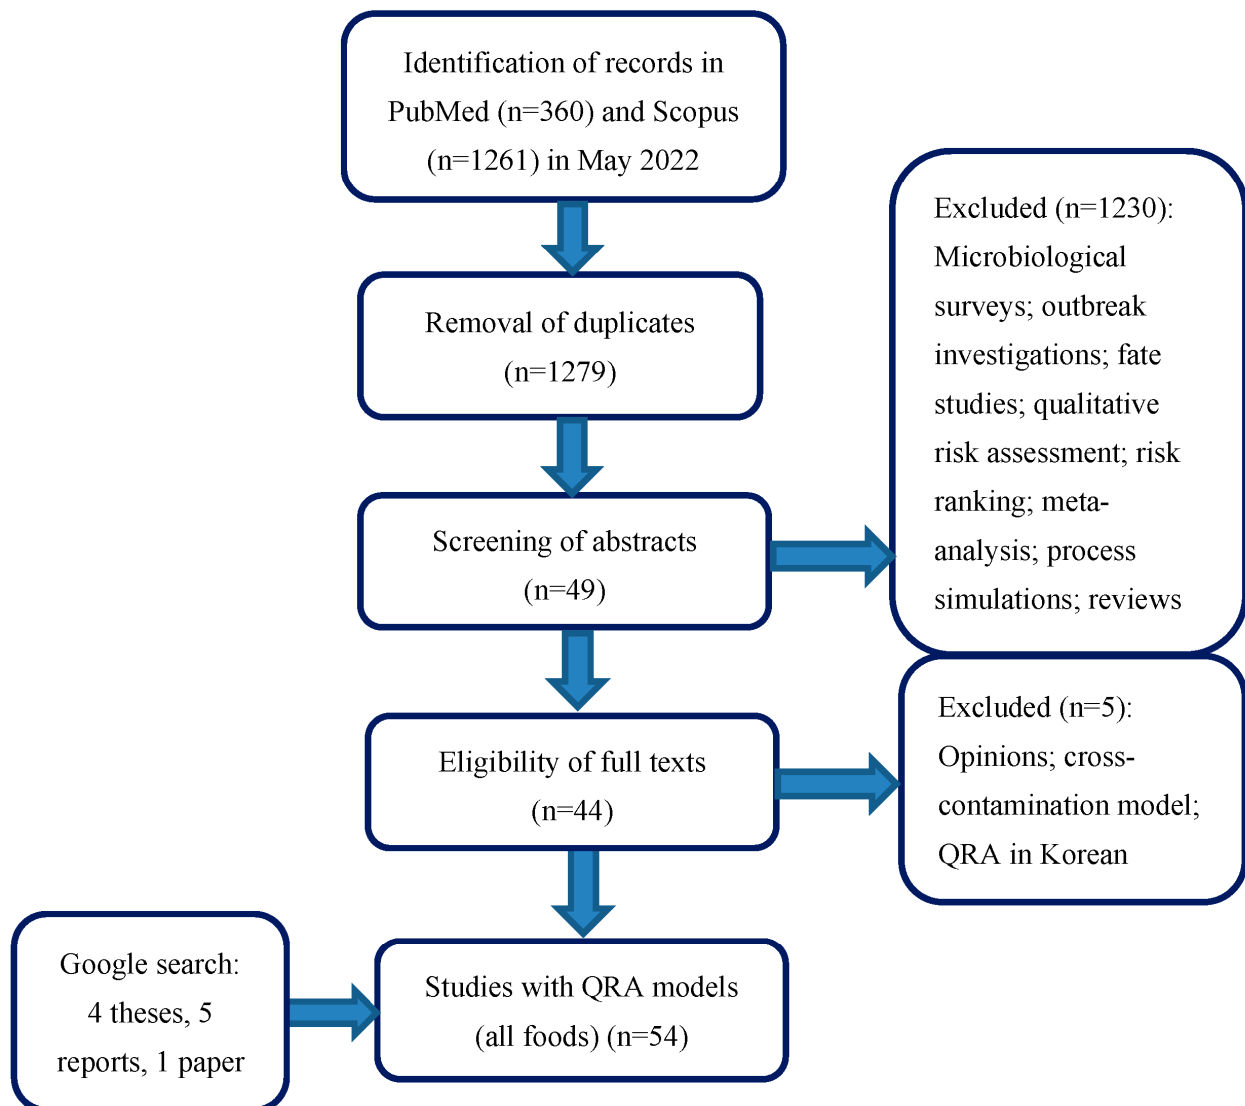 Identification of records in
PubMed (n=360) and Scopus
(n=1261) in May 2022
Removal of duplicates
(n=1279)
Screening of abstracts
(n=49)
Excluded (n=1230):
Microbiological
surveys; outbreak
investigations; fate
studies; qualitative
risk assessment; risk
ranking; meta-
analysis; process
simulations; reviews
Eligibility of full texts
(n=44)
Excluded (n=5):
Opinions; cross-
contamination model;
QRA in Korean
Google search:
4 theses, 5
reports, 1 paper
Studies with QRA models
(all foods) (n=54)